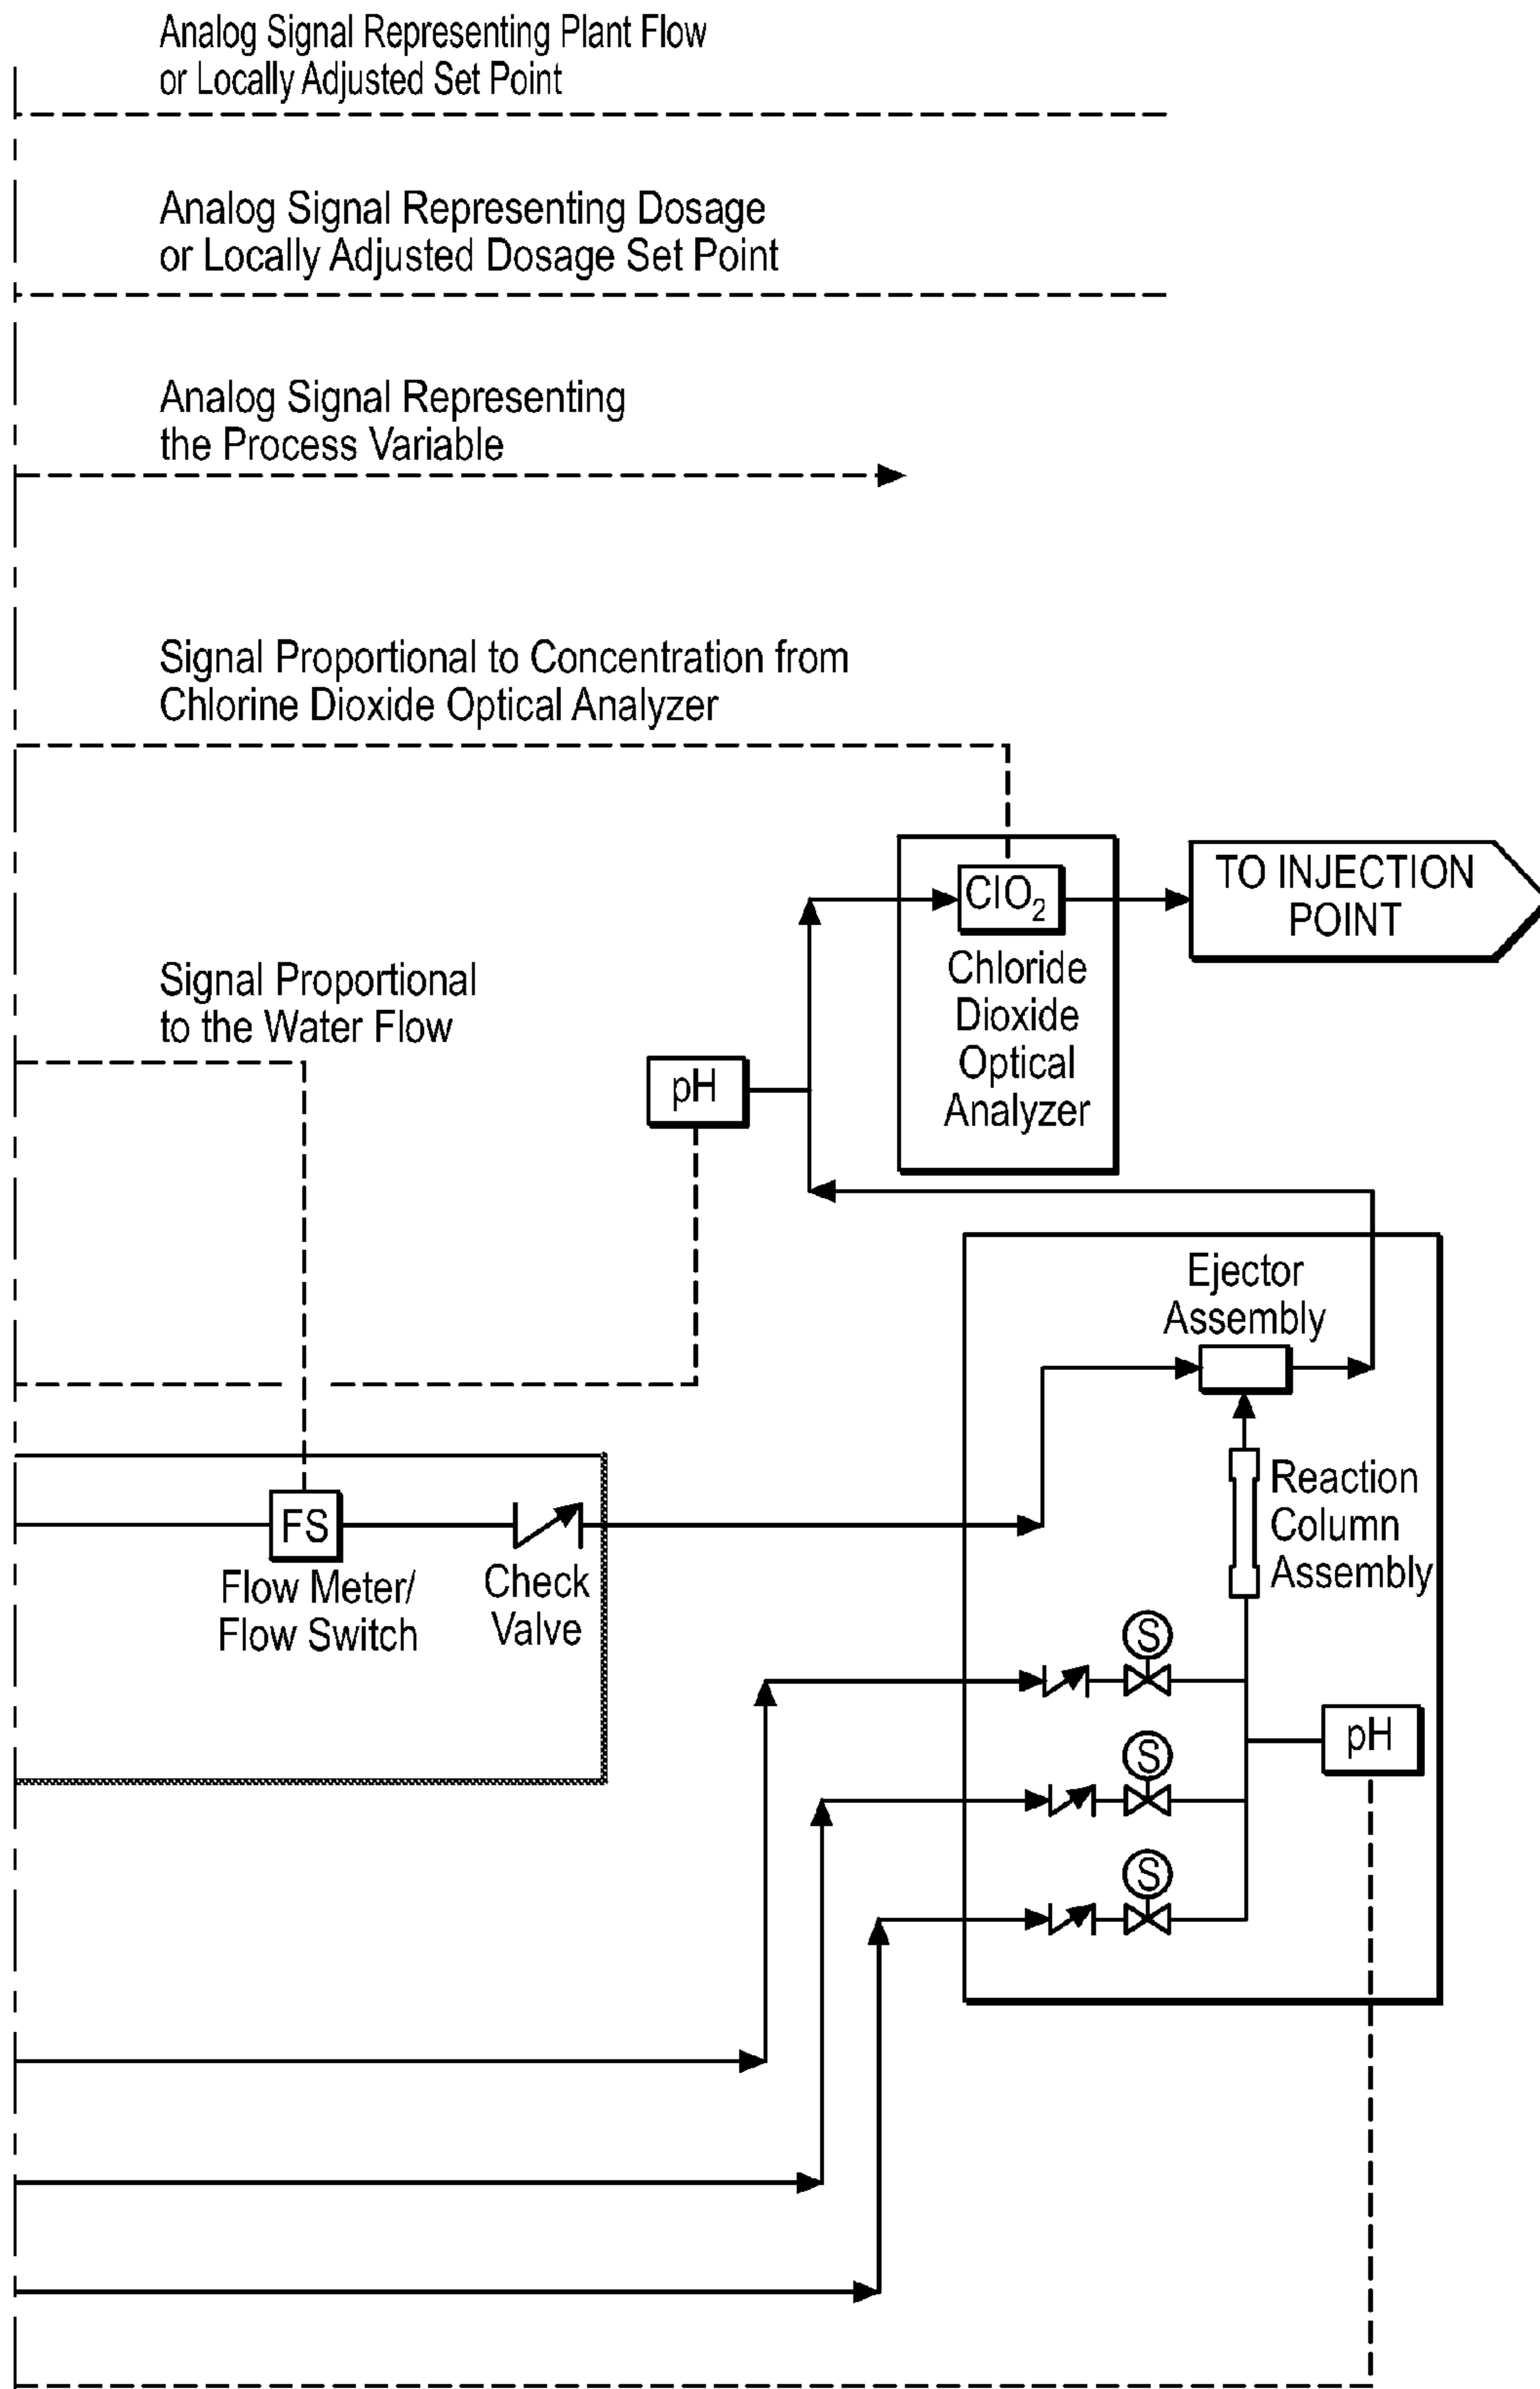 Analog Signal Representing Plant Flow
or Locally Adjusted Set Point
Analog Signal Representing Dosage
or Locally Adjusted Dosage Set Point
Analog Signal Representing
the Process Variable
Signal Proportional to Concentration from
Chlorine Dioxide Optical Analyzer
ClO₂
TO INJECTION
POINT
Chloride
Dioxide
Optical
Analyzer
Signal Proportional
to the Water Flow
pH
Ejector
Assembly
Reaction
Column
Assembly
FS
Flow Meter/
Flow Switch
Check
Valve
S
pH
S
S